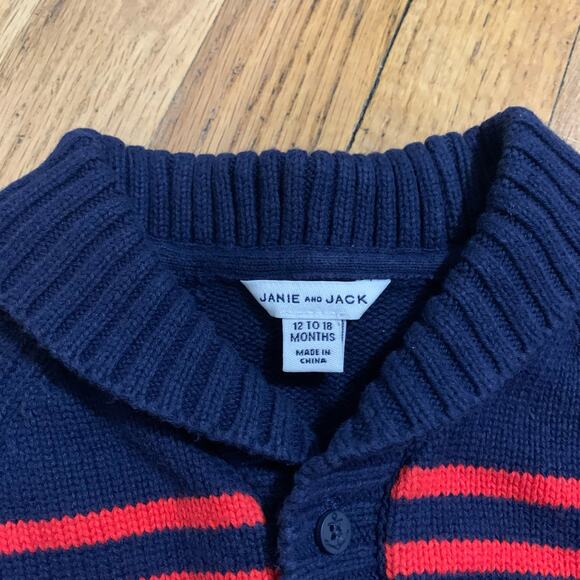 JANIE AND JACK
12 TO 18
MONTHS
MADE IN
CHINA